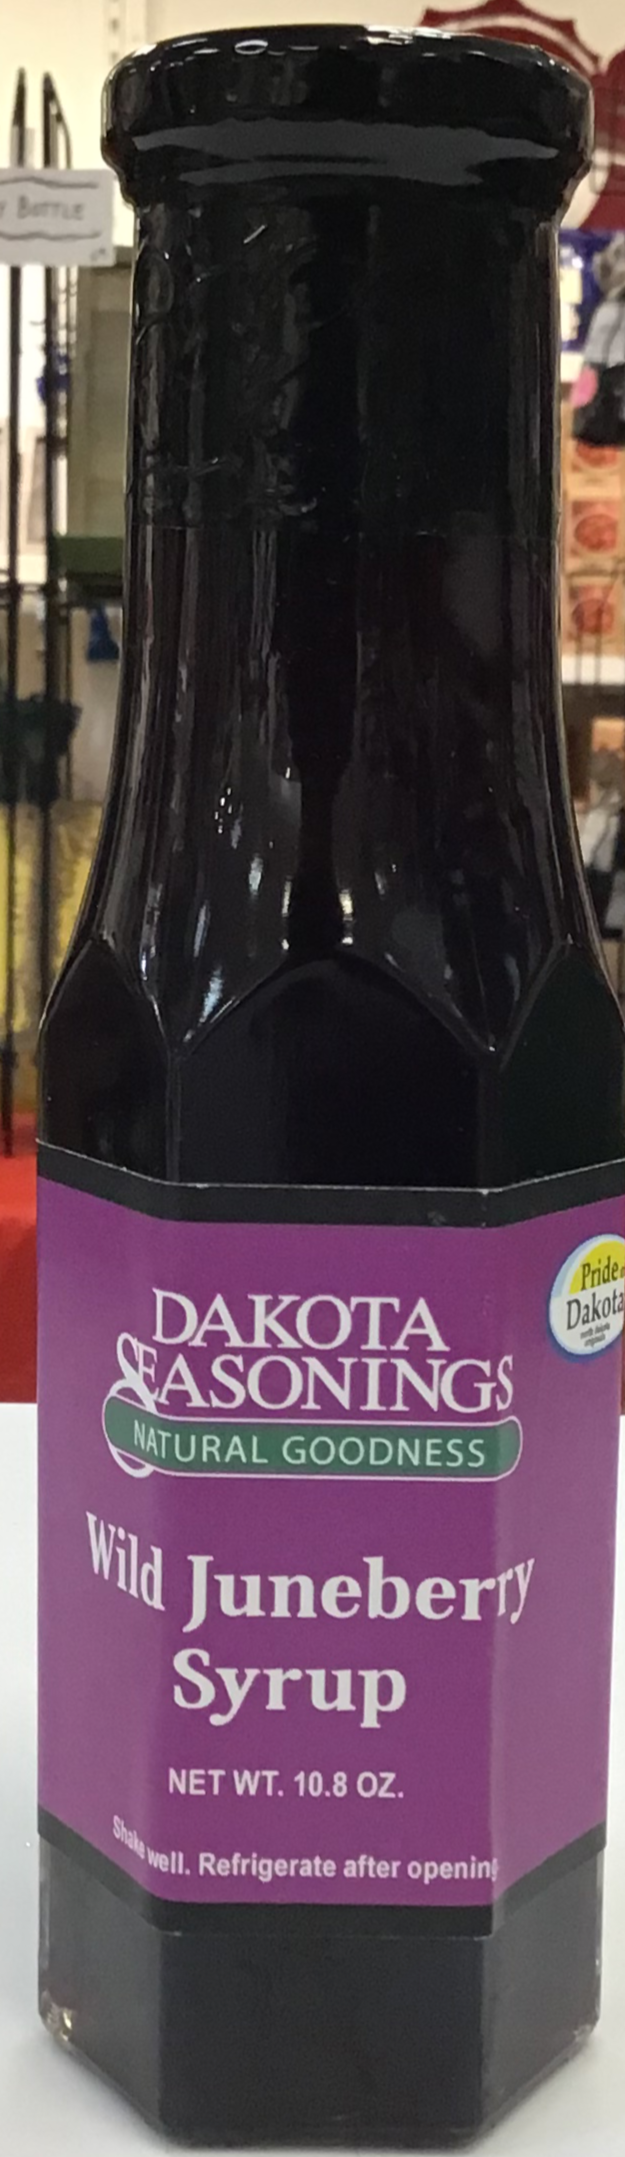 BOTTLE
Pride of
Dakota
DAKOTA
SEASONINGS
NATURAL GOODNESS
Wild Juneberry
Syrup
NET WT. 10.8 OZ.
Shake well. Refrigerate after opening